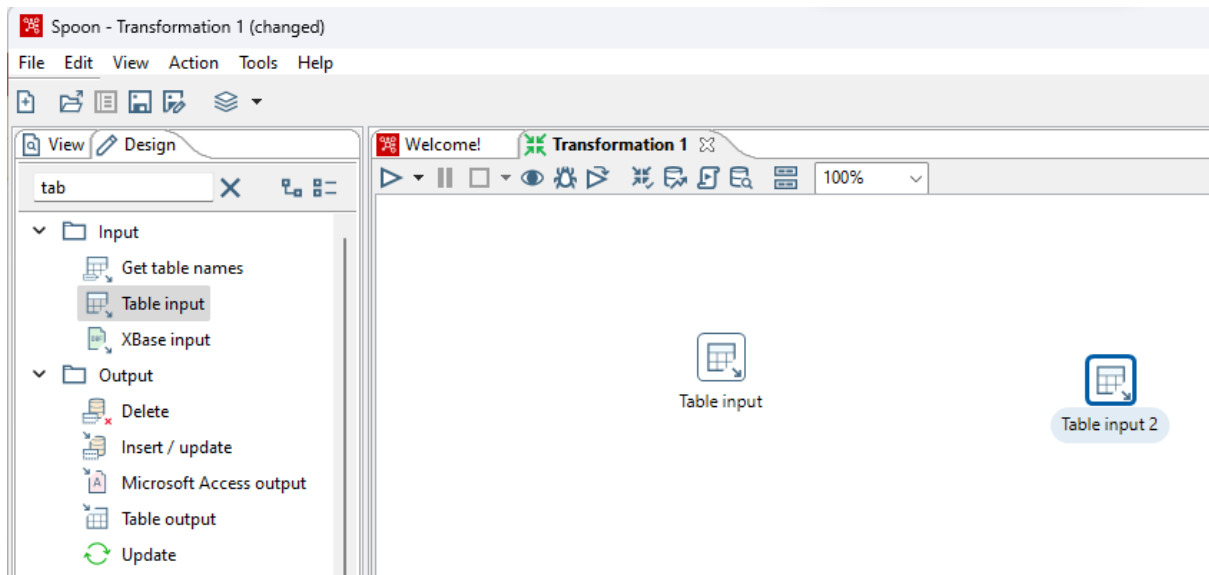 Spoon - Transformation 1 (changed)
File Edit View Action Tools Help
View Design
tab
Input
Get table names
Table input
XBase input
Output
Delete
Insert / update
Microsoft Access output
Table output
Update
Welcome! Transformation 1
100%
Table input
Table input 2